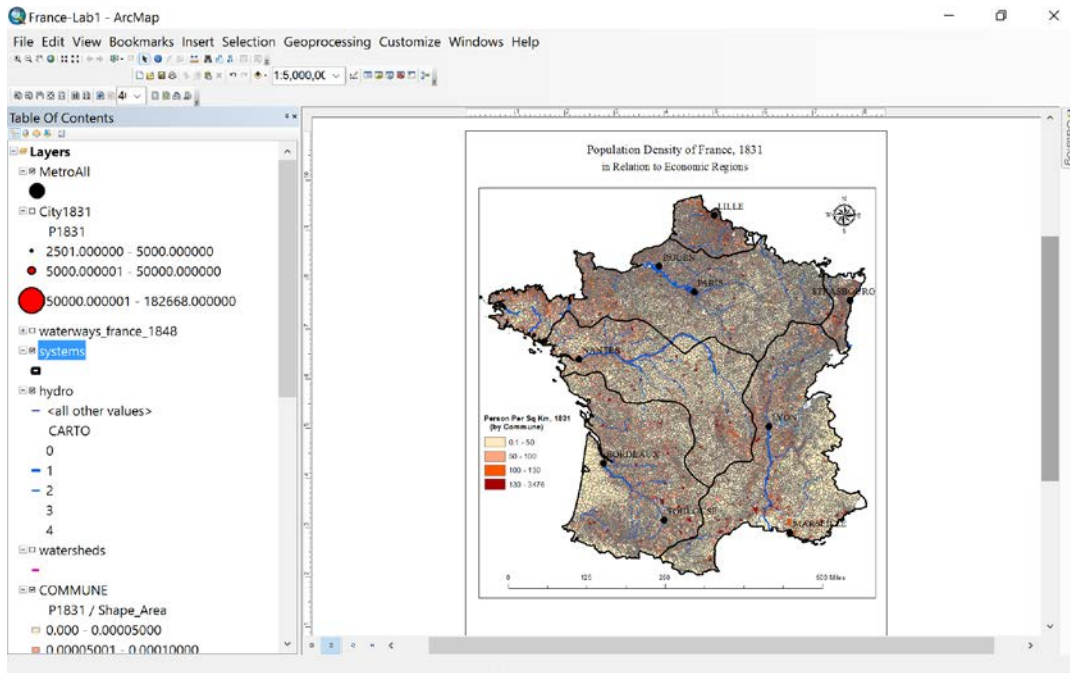 France-Lab1 - ArcMap
File Edit View Bookmarks Insert Selection Geoprocessing Customize Windows Help
1:5,000,0
Table Of Contents
Layers
MetroAll
City1831
P1831
2501.000000 - 5000.000000
5000.000001 - 50000.000000
50000.000001 - 182668.000000
waterways_france_1848
systems
hydro
<all other values>
CARTO
0
1
2
3
4
watersheds
COMMUNE
P1831 / Shape_Area
0.000 - 0.00005000
0.00005001 - 0.00010000
Population Density of France, 1831
in Relation to Economic Regions
N
W
E
S
LILLE
ROUEN
PARIS
STRASBOURG
NANTES
LYON
BORDEAUX
TOULOUSE
MARSEILLE
Person Per Sq Km, 1831
(by Commune)
0.1 - 50
50 - 100
100 - 130
130 - 3476
0 125 250 500 Miles